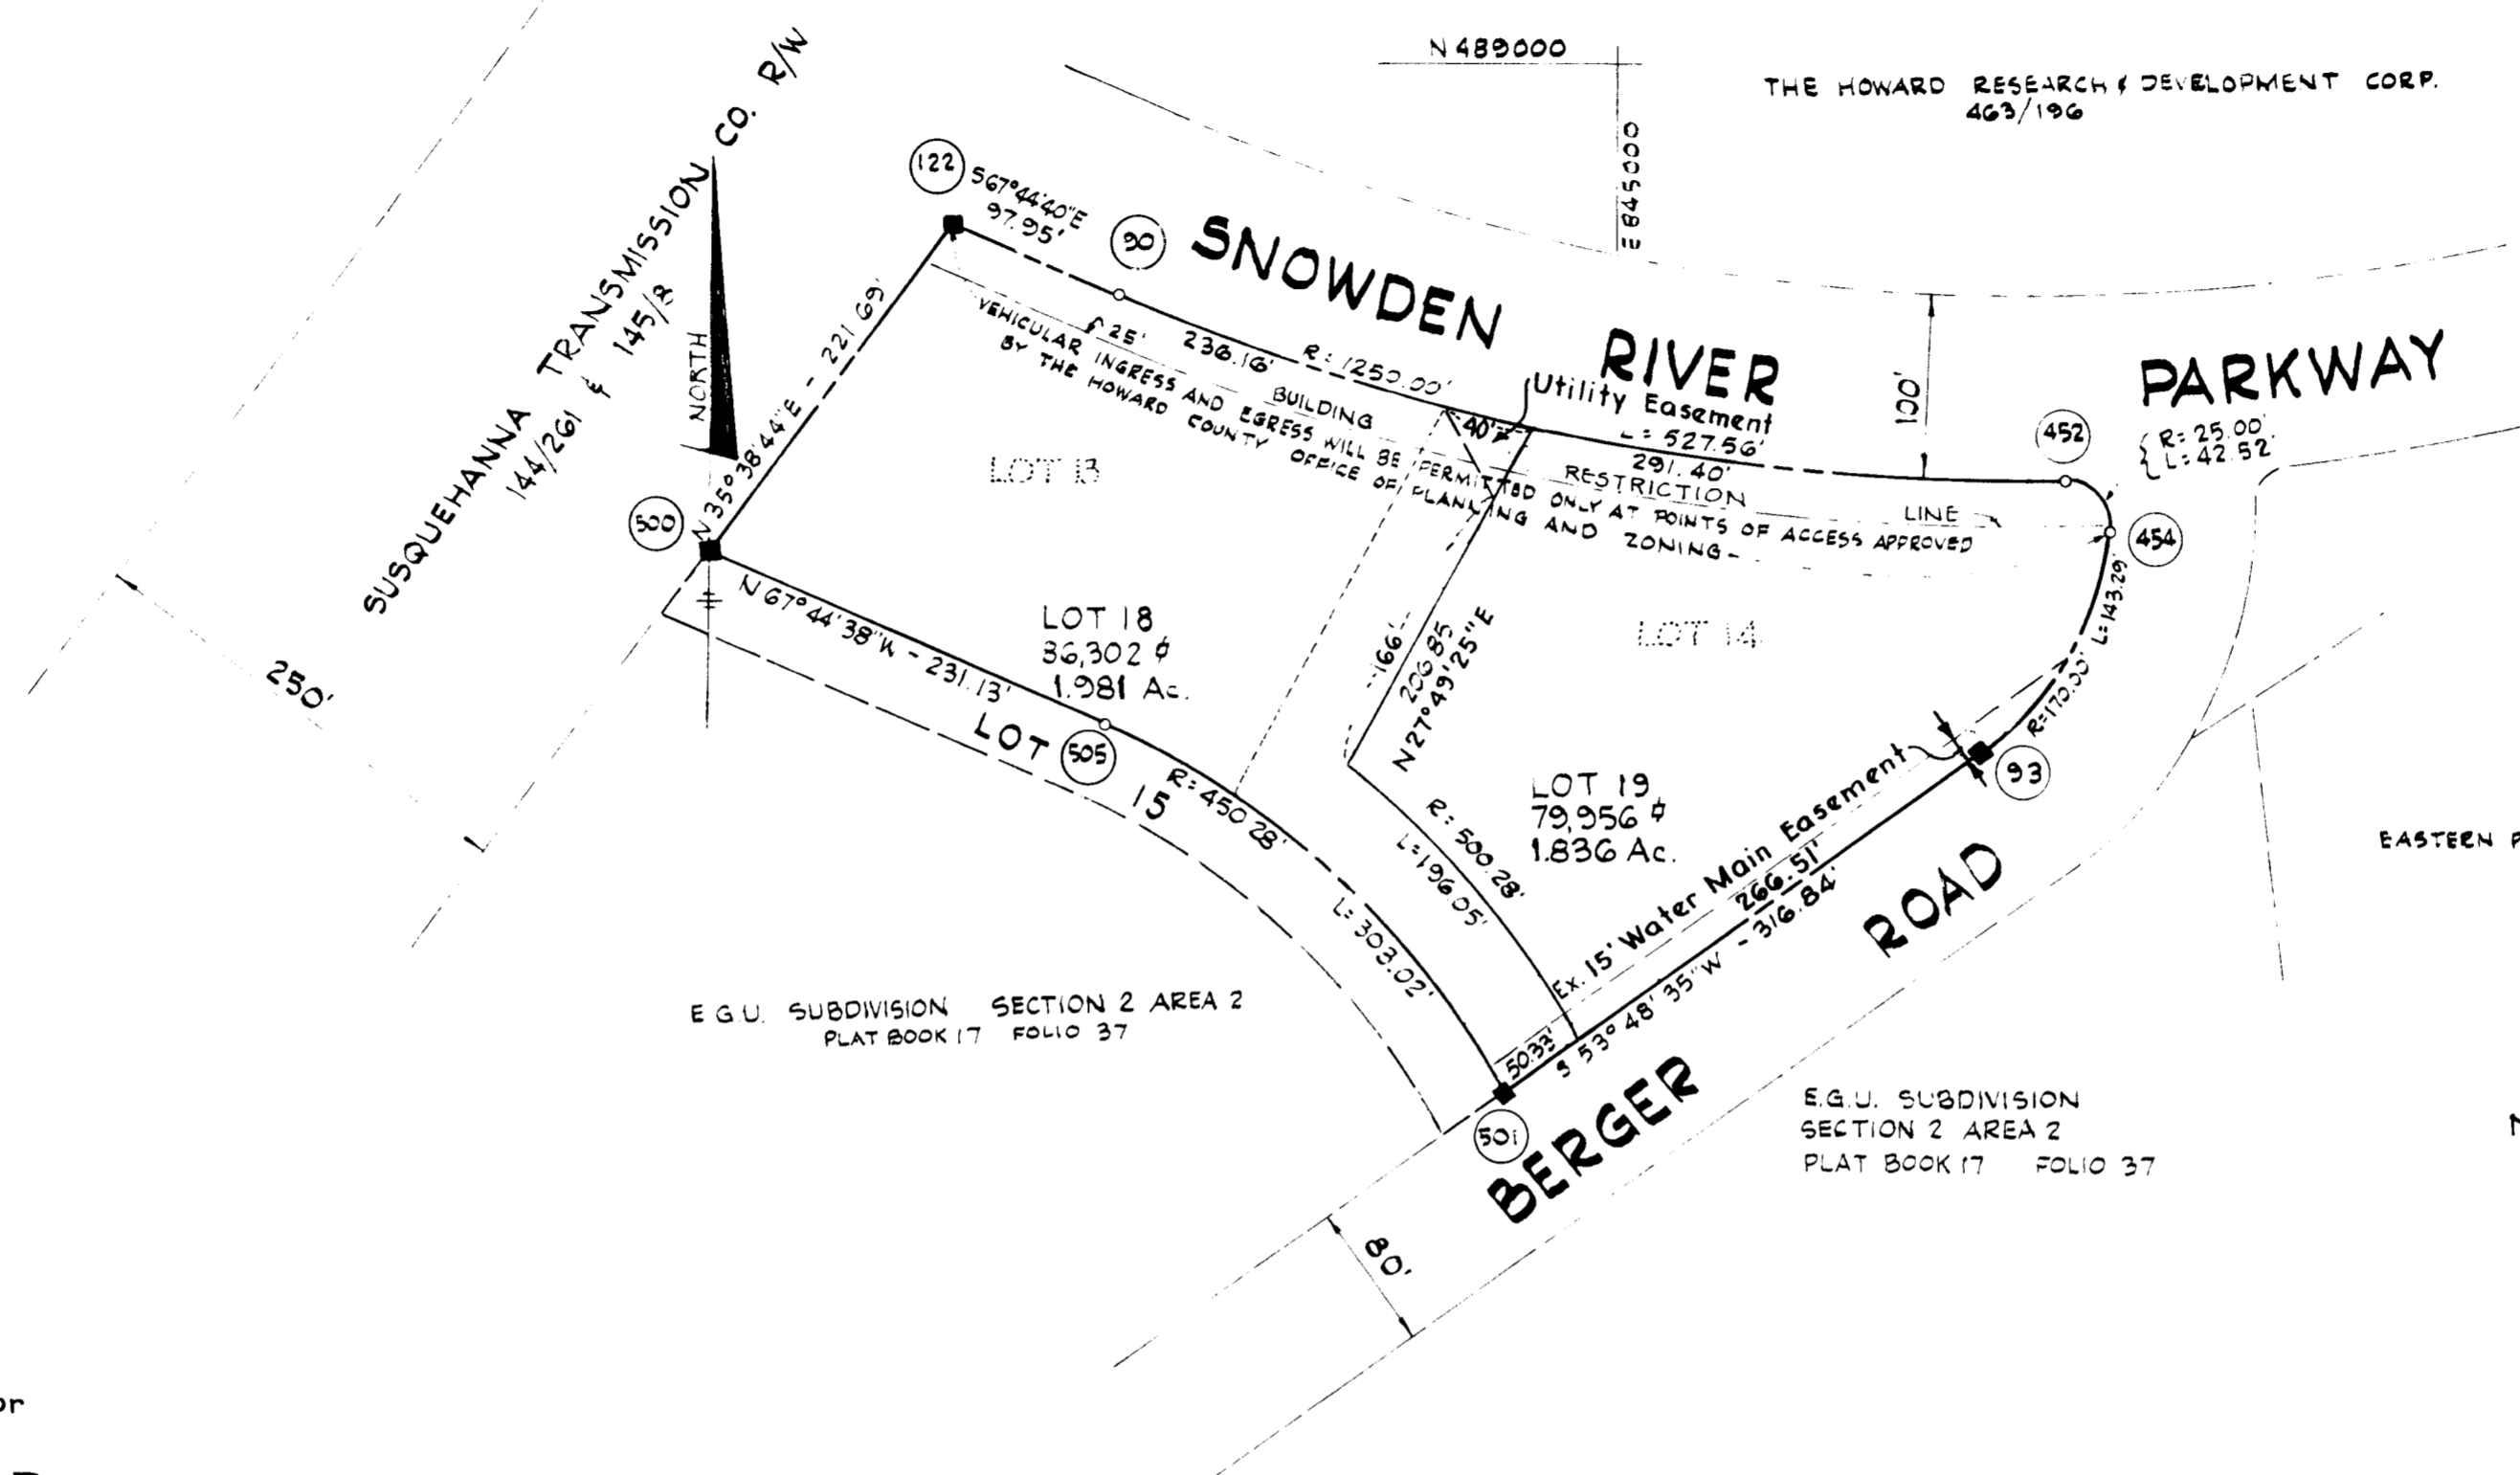 N 489000
E 845000
THE HOWARD RESEARCH & DEVELOPMENT CORP.
463/196
SUSQUEHANNA TRANSMISSION CO. R/W
144/261 & 145/8
NORTH
250'
122
S67°44'40"E
97.95'
90
SNOWDEN RIVER PARKWAY
N 35°38'44"E - 221.69'
25' BUILDING RESTRICTION LINE
236.16'
R=1250.00'
Utility Easement
L=527.56'
291.40'
40'
100'
VEHICULAR INGRESS AND EGRESS WILL BE PERMITTED ONLY AT POINTS OF ACCESS APPROVED
BY THE HOWARD COUNTY OFFICE OF PLANNING AND ZONING-
452
R=25.00'
L=42.52'
454
L=143.29'
R=170.00'
LOT 13
LOT 14
500
N 67°44'38"W - 231.13'
LOT 18
36,302 ⌷
1.981 Ac.
166'
206.85
N 27°49'25"E
LOT 15
505
R=450.28'
L=303.02'
R=500.28'
L=196.05'
LOT 19
79,956 ⌷
1.836 Ac.
93
Ex. 15' Water Main Easement
266.51'
S 53°48'35"W - 316.84'
50.33'
501
BERGER ROAD
80'
EASTERN
E.G.U. SUBDIVISION SECTION 2 AREA 2
PLAT BOOK 17 FOLIO 37
E.G.U. SUBDIVISION
SECTION 2 AREA 2
PLAT BOOK 17 FOLIO 37
or